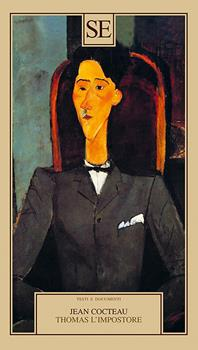 SE
TESTI E DOCUMENTI
JEAN COCTEAU
THOMAS L'IMPOSTORE